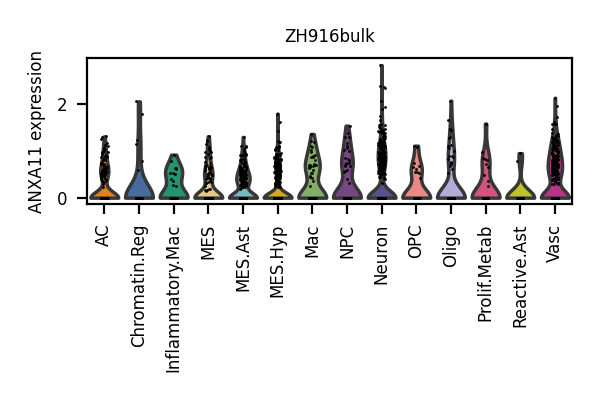 ZH916bulk
ANXA11 expression
2
0
AC
Chromatin.Reg
Inflammatory.Mac
MES
MES.Ast
MES.Hyp
Mac
NPC
Neuron
OPC
Oligo
Prolif.Metab
Reactive.Ast
Vasc